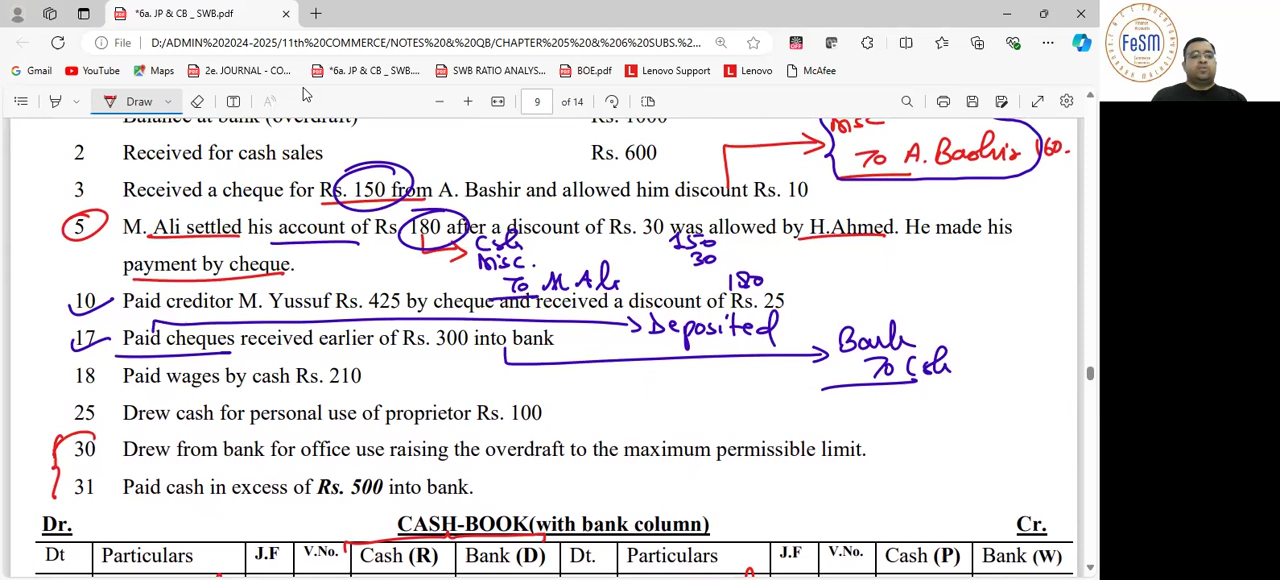 *6a. JP & CB _ SWB.pdf
File D:/ADMIN%202024-2025/11th%20COMMERCE/NOTES%20&%20QB/CHAPTER%205%20&%206%20SUBS.%...
Gmail YouTube Maps 2e. JOURNAL - CO... *6a. JP & CB _ SWB.... SWB RATIO ANALYS... BOE.pdf Lenovo Support Lenovo McAfee
Draw 9 of 14
FeSM
Balance at bank (overdraft) Rs. 1000
Misc
2 Received for cash sales Rs. 600
To A. Bashir 160.
3 Received a cheque for Rs. 150 from A. Bashir and allowed him discount Rs. 10
5 M. Ali settled his account of Rs. 180 after a discount of Rs. 30 was allowed by H.Ahmed. He made his
Csh 150
payment by cheque.
Misc. 30
To M Ali 180
10 Paid creditor M. Yussuf Rs. 425 by cheque and received a discount of Rs. 25
Deposited
17 Paid cheques received earlier of Rs. 300 into bank
Bank
To Csh
18 Paid wages by cash Rs. 210
25 Drew cash for personal use of proprietor Rs. 100
30 Drew from bank for office use raising the overdraft to the maximum permissible limit.
31 Paid cash in excess of Rs. 500 into bank.
Dr. CASH-BOOK(with bank column) Cr.
Dt Particulars J.F V.No. Cash (R) Bank (D) Dt. Particulars J.F V.No. Cash (P) Bank (W)